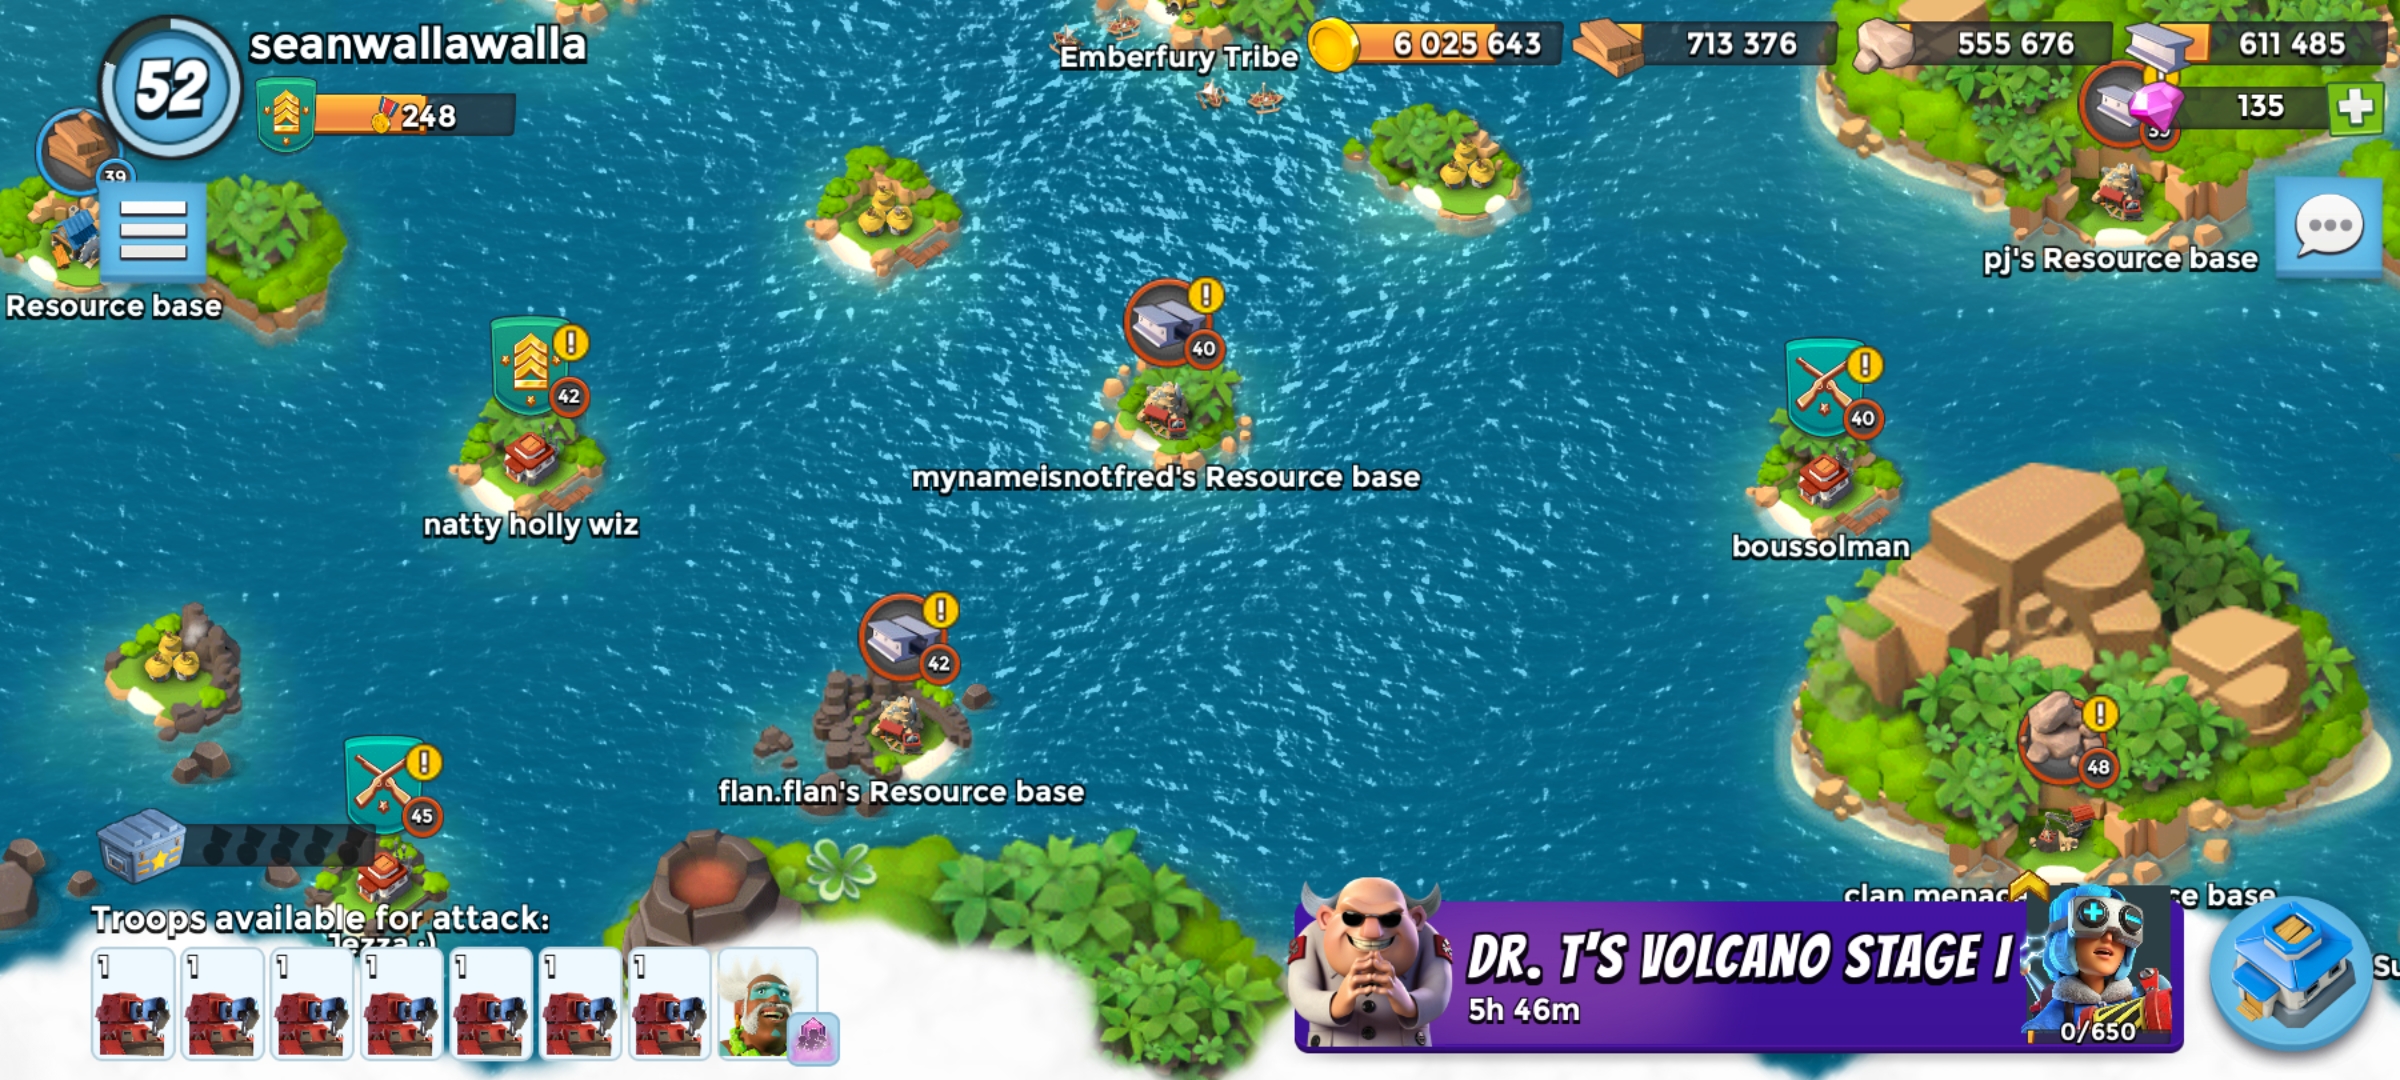 52
seanwallawalla
248
Emberfury Tribe
6 025 643
713 376
555 676
611 485
135
39
39
Resource base
pj's Resource base
42
natty holly wiz
40
mynameisnotfred's Resource base
40
boussolman
42
flan.flan's Resource base
48
45
Troops available for attack:
Jezza :)
1
1
1
1
1
1
1
DR. T'S VOLCANO STAGE I
5h 46m
0/650